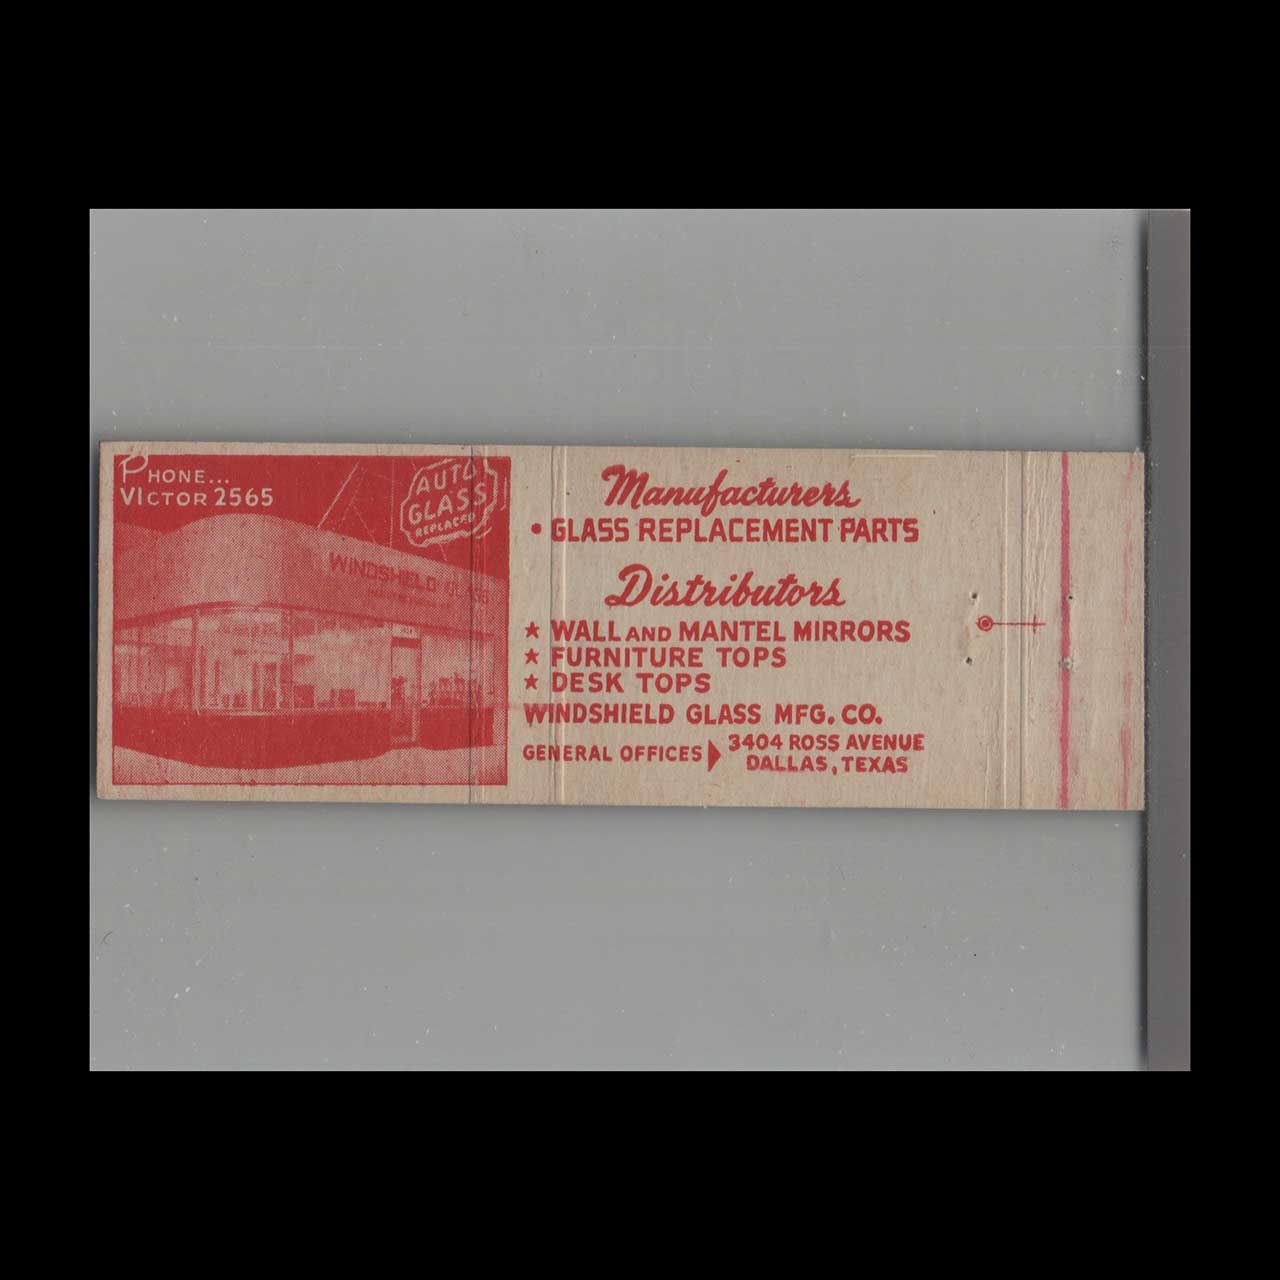 PHONE...
VICTOR 2565
AUTO
GLASS
REPLACED
WINDSHIELD GLASS
Manufacturers
• GLASS REPLACEMENT PARTS
Distributors
★ WALL AND MANTEL MIRRORS
★ FURNITURE TOPS
★ DESK TOPS
WINDSHIELD GLASS MFG. CO.
GENERAL OFFICES ▶ 3404 ROSS AVENUE
DALLAS, TEXAS